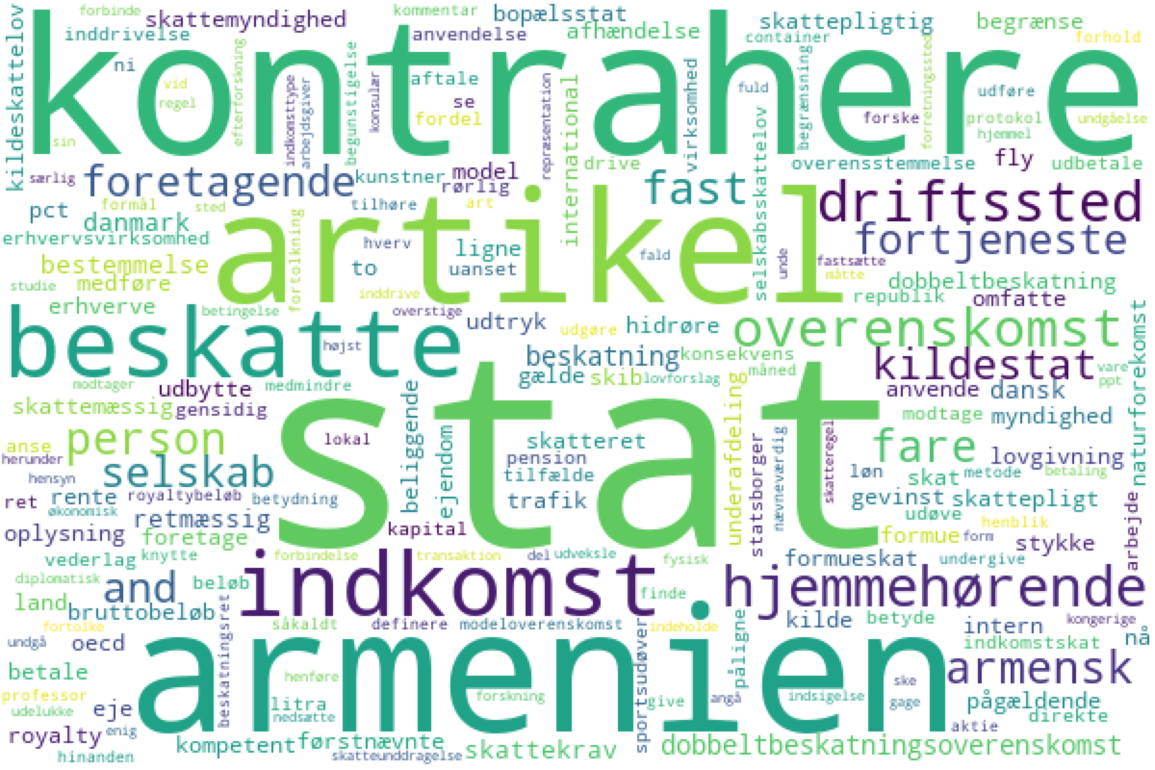 forbinde kommentar bopælsstat skattepligtig begrænse
skattemyndighed
inddrivelse anvendelse afhændelse container forhold
kontrahere
kildeskattelov
ni vid regel sin
efterforskning
indkomsttype
arbejdsgiver
begunstigelse
konsulær
aftale se fordel
repræsentation
international
virksomhed
fuld
selskabsskattelov
begrænsning
forske
forretningssted
udføre protokol undgåelse hjemmel
særlig foretagende kunstner model rørlig drive overensstemmelse fly udbetale
formål sted tilhøre art fast driftssted
pct danmark artikel fortjeneste
erhvervsvirksomhed hverv ligne fald unde fastsætte
bestemmelse fortolkning to uanset måtte dobbeltbeskatning
studie medføre inddrive republik omfatte
erhverve betingelse overstige udtryk udgøre hidrøre overenskomst
beskatte højst beskatning konsekvens kildestat naturforekomst
modtager udbytte medmindre gælde skib lovforslag måned anvende dansk vare ppt
skattemæssig gensidig stat modtage myndighed
anse person lokal beliggende ejendom skatteret underafdeling fare lovgivning
herunder hensyn selskab pension statsborger nævneværdig skatteregel løn skat metode betaling
ret rente royaltybeløb betydning tilfælde gevinst skattepligt
økonomisk retmæssig trafik udøve henblik arbejde
oplysning foretage kapital formue form stykke
vederlag knytte forbindelse transaktion del udveksle fysisk formueskat undergive
diplomatisk and beløb indkomst finde hjemmehørende
land bruttobeløb såkaldt definere modeloverenskomst indeholde kilde betyde intern kongerige
fortolke beskatningsret sportsudøver påligne indkomstskat nå
undgå oecd armenien
betale henføre forskning give angå indsigelse ske gage armensk
professor eje litra pågældende
udelukke nedsætte aktie direkte
royalty enig kompetent førstnævnte skattekrav dobbeltbeskatningsoverenskomst
hinanden skatteunddragelse